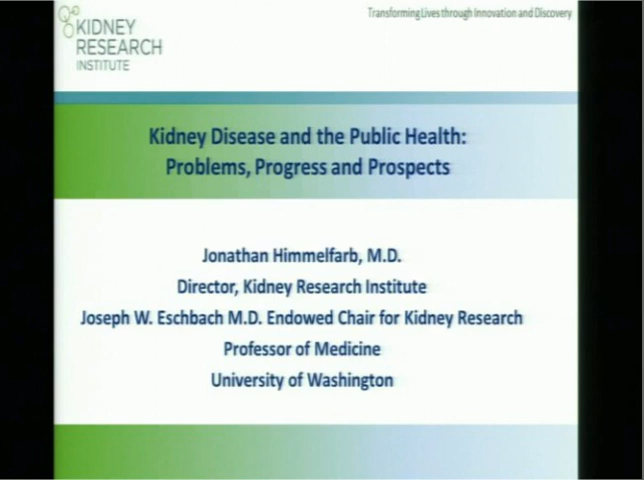 KIDNEY
RESEARCH
INSTITUTE
Transforming Lives through Innovation and Discovery
Kidney Disease and the Public Health:
Problems, Progress and Prospects
Jonathan Himmelfarb, M.D.
Director, Kidney Research Institute
Joseph W. Eschbach M.D. Endowed Chair for Kidney Research
Professor of Medicine
University of Washington